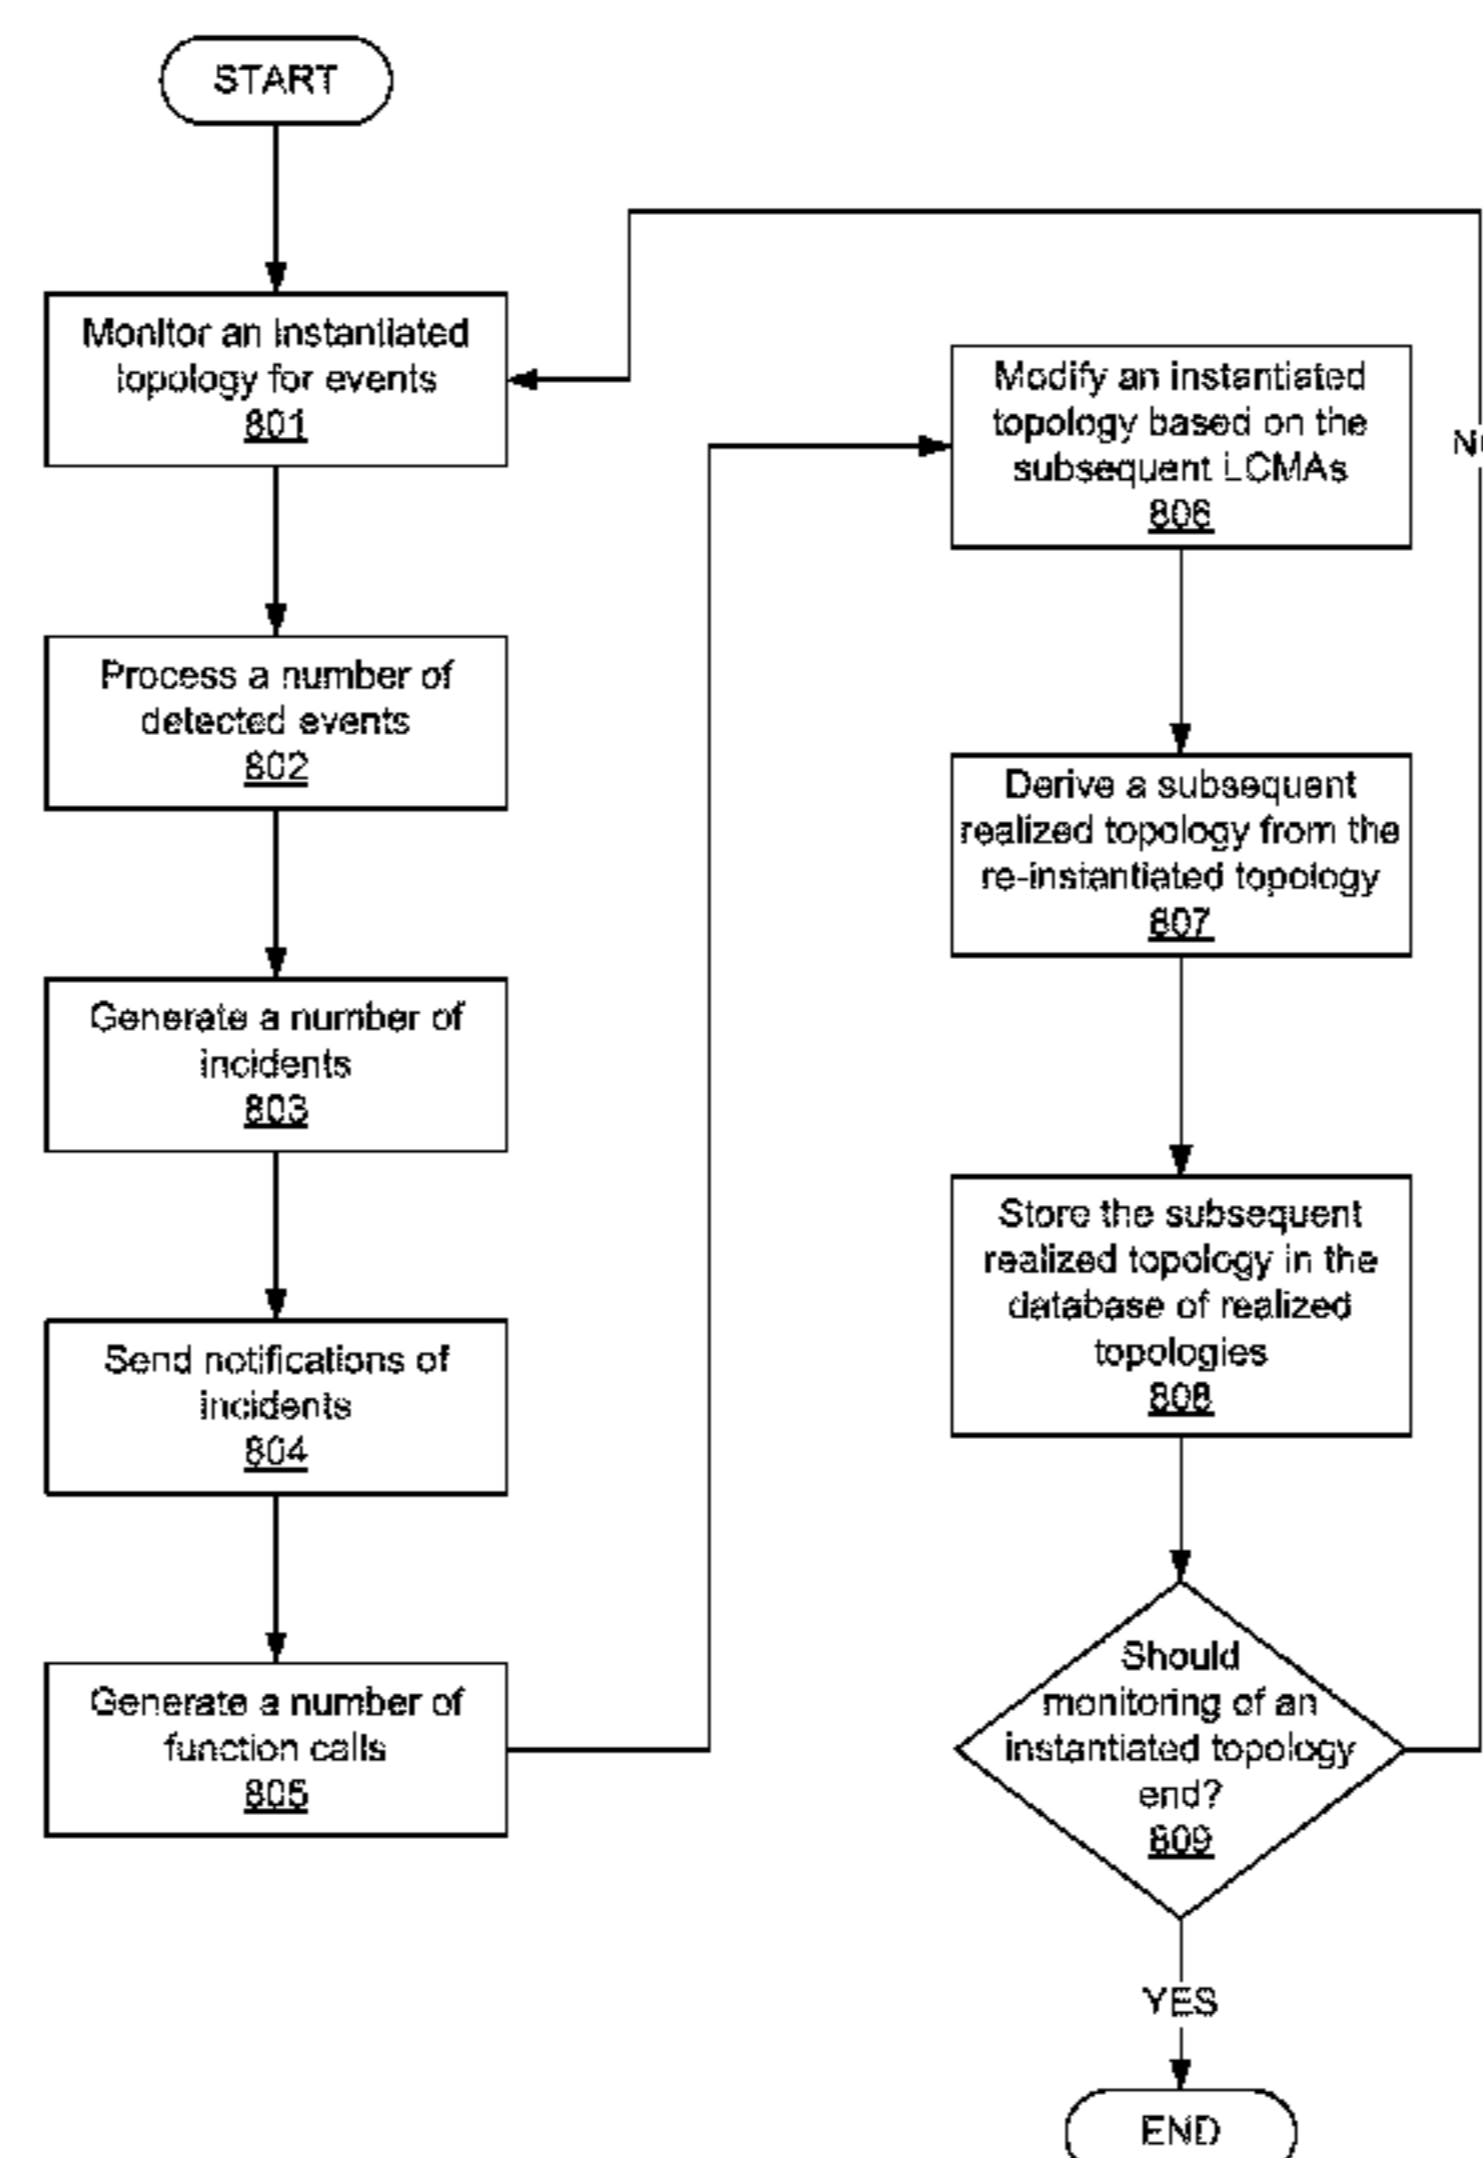 START
Monitor an instantiated
topology for events
801
Process a number of
detected events
802
Generate a number of
incidents
803
Send notifications of
incidents
804
Generate a number of
function calls
805
Modify an instantiated
topology based on the
subsequent LCMAs
806
Derive a subsequent
realized topology from the
re-instantiated topology
807
Store the subsequent
realized topology in the
database of realized
topologies
808
Should
monitoring of an
instantiated topology
end?
809
YES
END